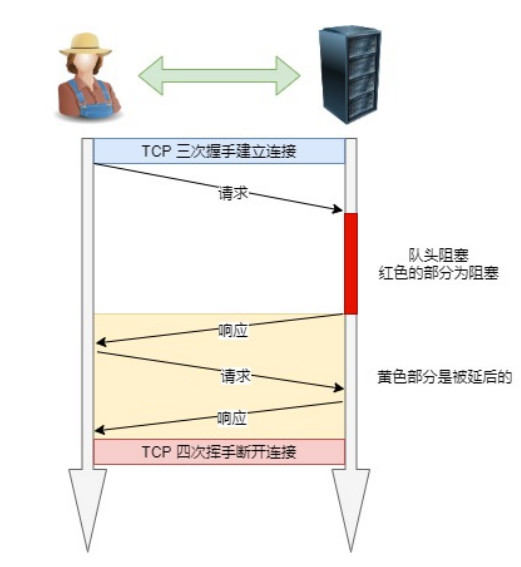 TCP 三次握手建立连接
请求
队头阻塞
红色的部分为阻塞
响应
请求
黄色部分是被延后的
响应
TCP 四次挥手断开连接